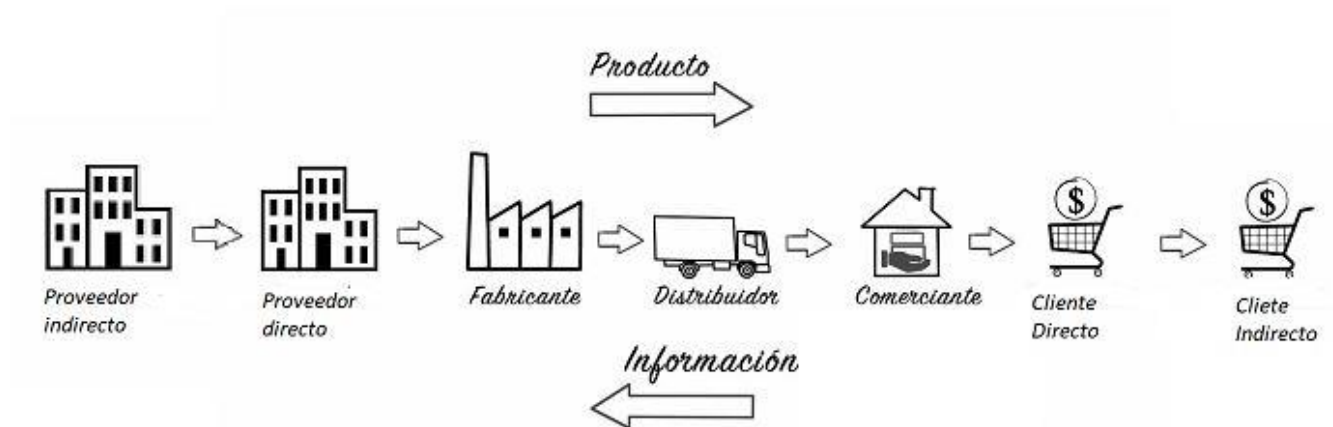 Producto
$
$
Proveedor
indirecto
Proveedor
directo
Fabricante
Distribuidor
Comerciante
Cliente
Directo
Cliete
Indirecto
Información